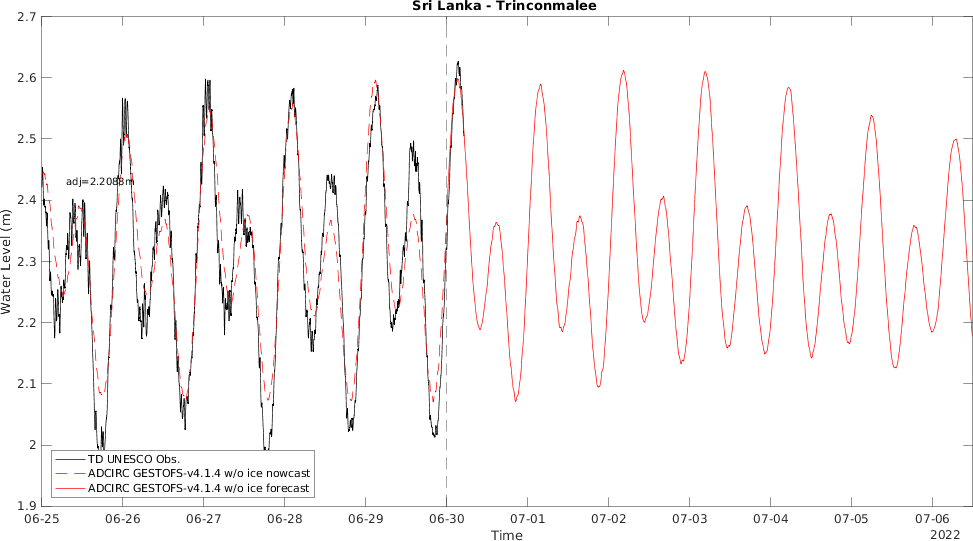 Sri Lanka - Trinconmalee
2.7
2.6
2.5
2.4
2.3
2.2
2.1
2
1.9
Water Level (m)
adj=2.2083m
TD UNESCO Obs.
ADCIRC GESTOFS-v4.1.4 w/o ice nowcast
ADCIRC GESTOFS-v4.1.4 w/o ice forecast
06-25 06-26 06-27 06-28 06-29 06-30 07-01 07-02 07-03 07-04 07-05 07-06
2022
Time